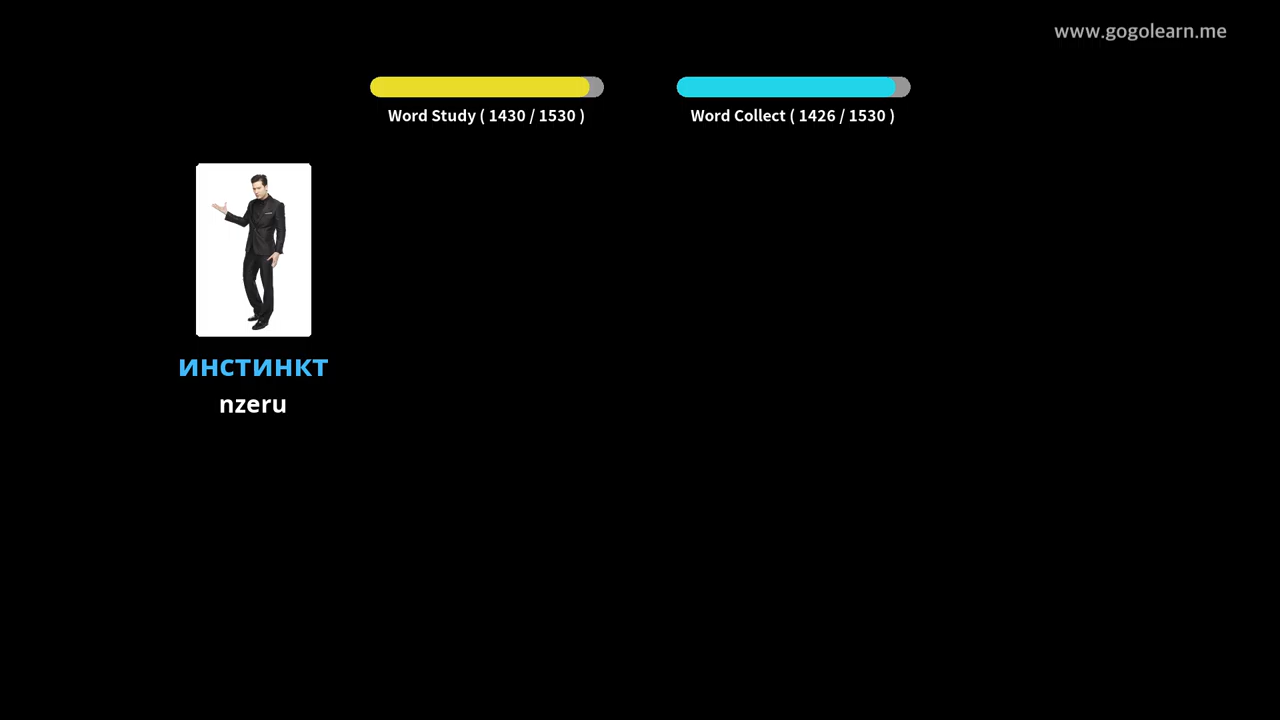 www.gogolearn.me
Word Study ( 1430 / 1530 )
Word Collect ( 1426 / 1530 )
инстинкт
nzeru